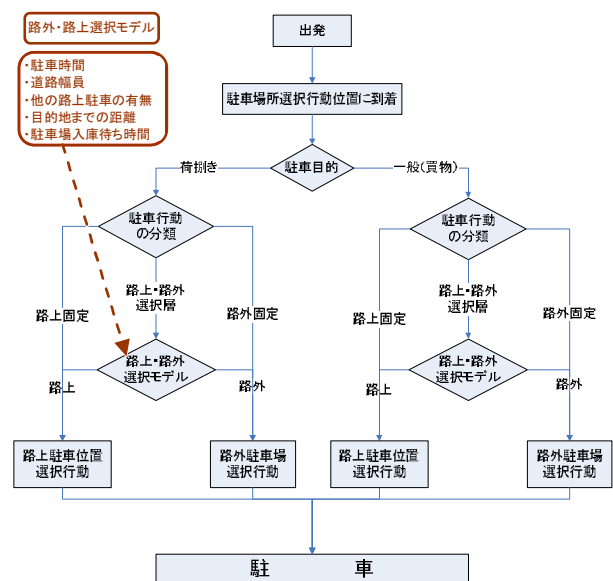 路外・路上選択モデル
・駐車時間
・道路幅員
・他の路上駐車の有無
・目的地までの距離
・駐車場入庫待ち時間
出発
駐車場所選択行動位置に到着
荷捌き
駐車目的
一般(買物)
駐車行動
の分類
駐車行動
の分類
路上固定
路上・路外
選択層
路外固定
路上固定
路上・路外
選択層
路外固定
路上・路外
選択モデル
路上・路外
選択モデル
路上
路外
路上
路外
路上駐車位置
選択行動
路外駐車場
選択行動
路上駐車位置
選択行動
路外駐車場
選択行動
駐 車